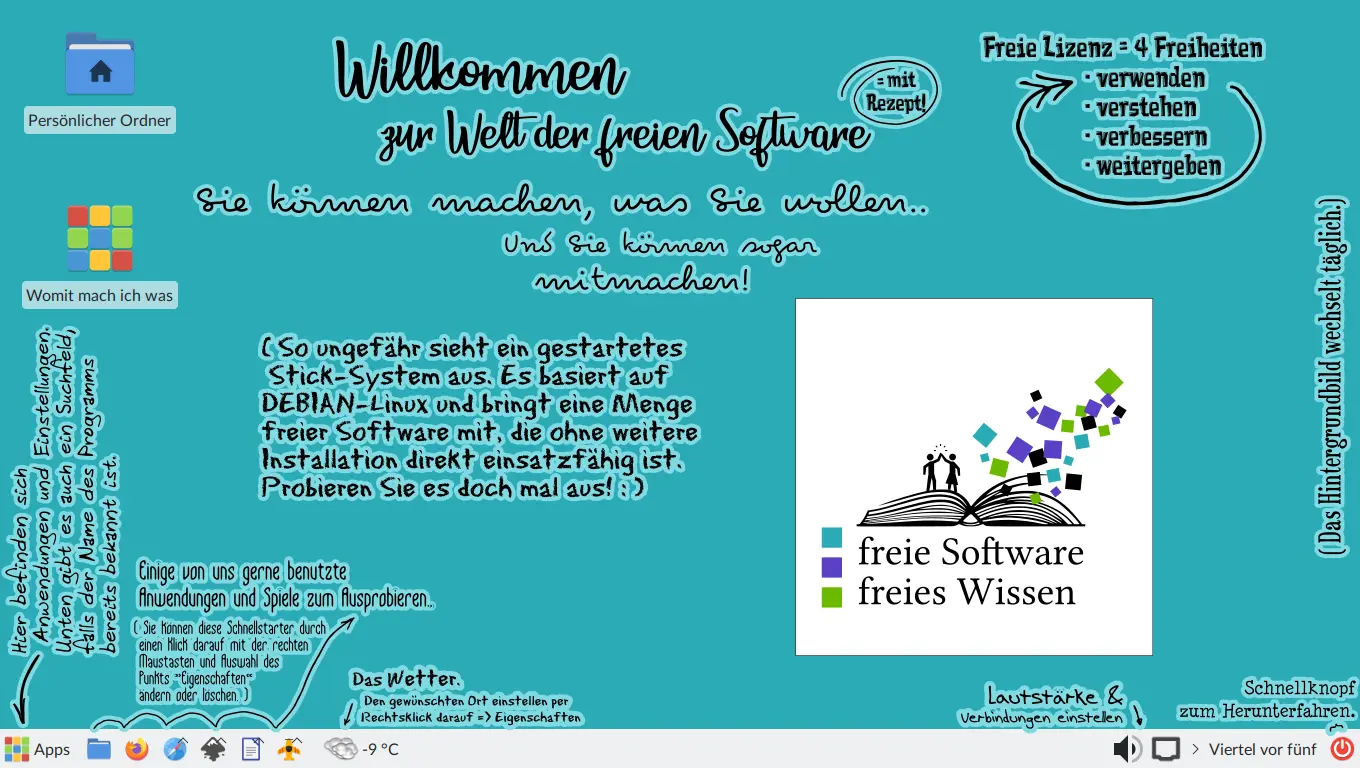 Persönlicher Ordner
Womit mach ich was
Willkommen
zur Welt der freien Software
= mit
Rezept!
Freie Lizenz = 4 Freiheiten
· verwenden
· verstehen
· verbessern
· weitergeben
Sie können machen, was Sie wollen..
Und Sie können sogar
mitmachen!
( So ungefähr sieht ein gestartetes
Stick-System aus. Es basiert auf
DEBIAN-Linux und bringt eine Menge
freier Software mit, die ohne weitere
Installation direkt einsatzfähig ist.
Probieren Sie es doch mal aus! : )
freie Software
freies Wissen
(Das Hintergrundbild wechselt täglich.)
Hier befinden sich
Anwendungen und Einstellungen.
Unten gibt es auch ein Suchfeld,
falls der Name des Programms
bereits bekannt ist.
Einige von uns gerne benutzte
Anwendungen und Spiele zum Ausprobieren..
( Sie können diese Schnellstarter durch
einen Klick darauf mit der rechten
Maustasten und Auswahl des
Punkts "Eigenschaften"
ändern oder löschen. )
Das Wetter.
Den gewünschten Ort einstellen per
Rechtsklick darauf => Eigenschaften
Lautstärke &
Verbindungen einstellen
Schnellknopf
zum Herunterfahren.
Apps
-9 °C
Viertel vor fünf